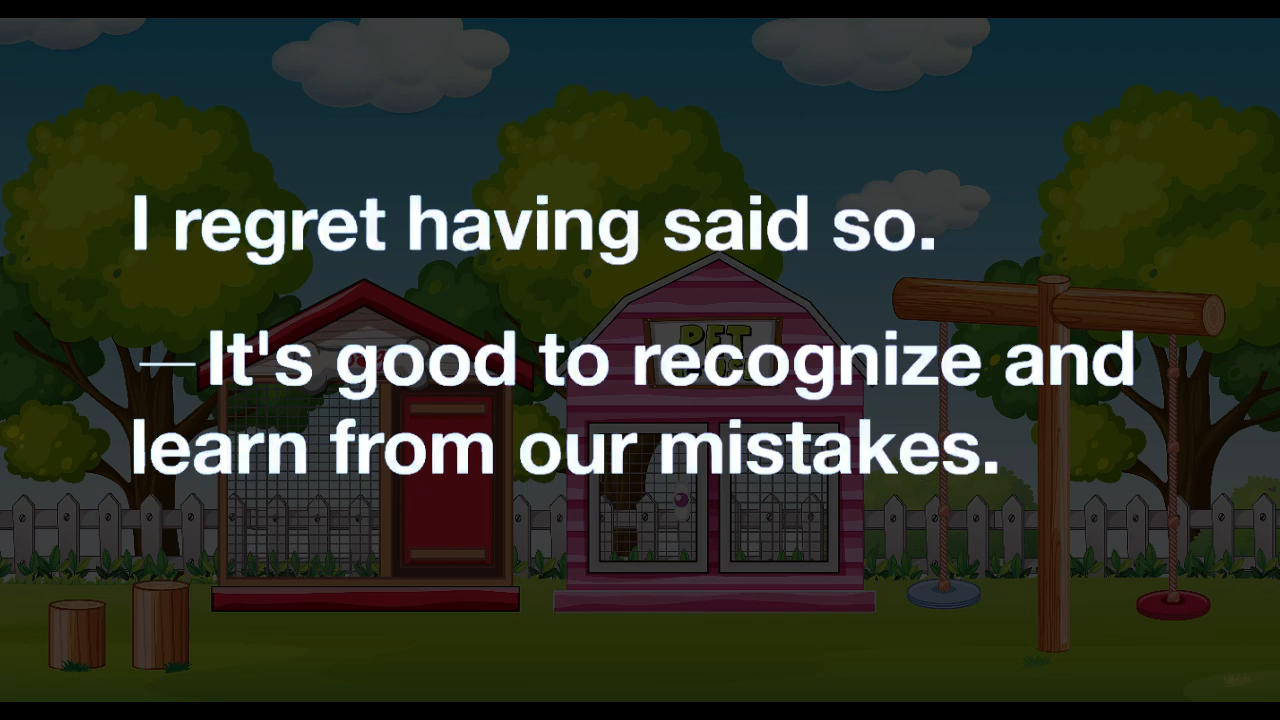 I regret having said so.
—It's good to recognize and
learn from our mistakes.
PET